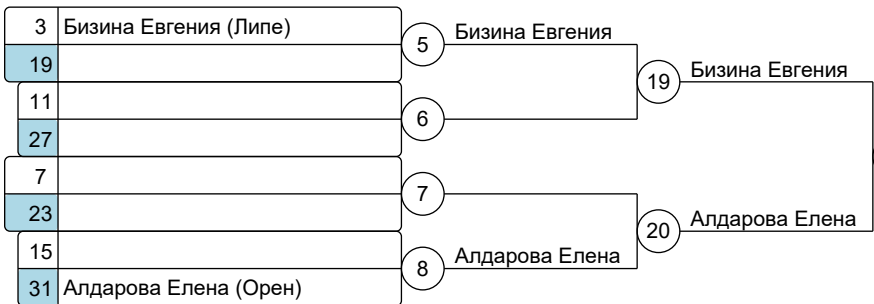 3 Бизина Евгения (Липе)
5 Бизина Евгения
19
19 Бизина Евгения
11
6
27
7
7
23
20 Алдарова Елена
15
8 Алдарова Елена
31 Алдарова Елена (Орен)